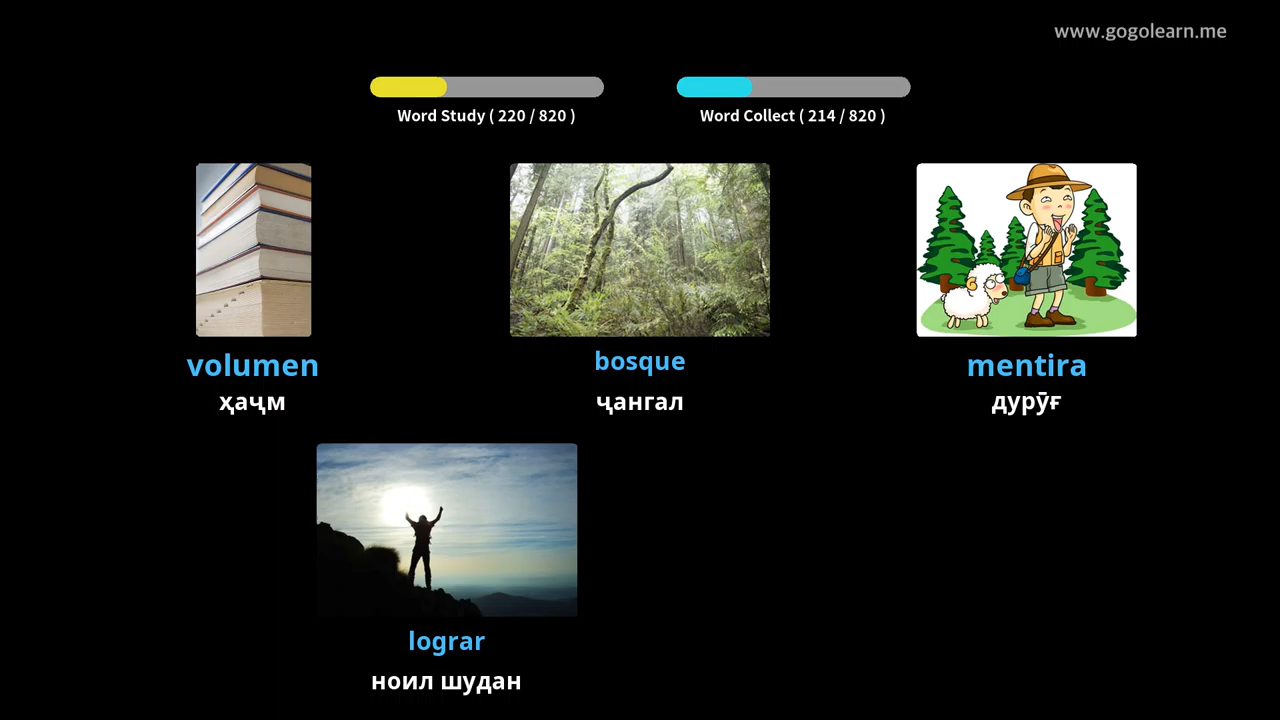 www.gogolearn.me
Word Study ( 220 / 820 )
Word Collect ( 214 / 820 )
volumen
ҳаҷм
bosque
ҷангал
mentira
дурӯғ
lograr
ноил шудан